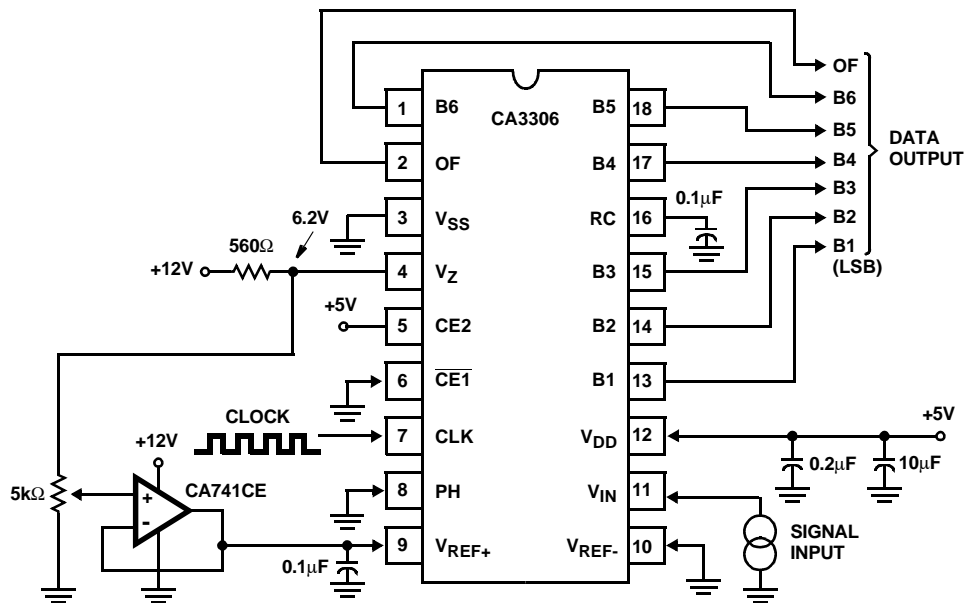 OF
B6
B5
B4
B3
B2
B1
(LSB)
DATA
OUTPUT
CA3306
1 B6
2 OF
3 VSS
4 VZ
5 CE2
6 CE1
7 CLK
8 PH
9 VREF+
B5 18
B4 17
RC 16
B3 15
B2 14
B1 13
VDD 12
VIN 11
VREF- 10
0.1μF
6.2V
560Ω
+12V
+5V
CLOCK
+12V
CA741CE
5kΩ
+
-
0.1μF
+5V
0.2μF
10μF
SIGNAL
INPUT